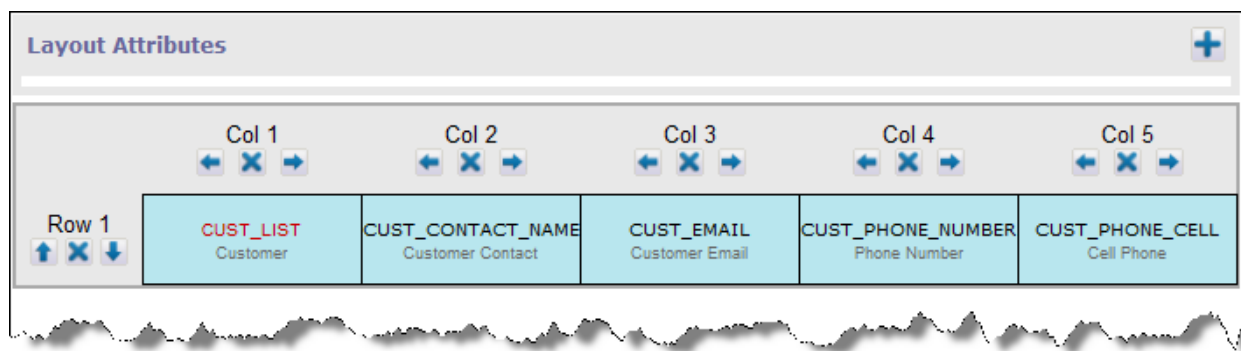 Layout Attributes
Col 1 Col 2 Col 3 Col 4 Col 5
Row 1
CUST_LIST CUST_CONTACT_NAME CUST_EMAIL CUST_PHONE_NUMBER CUST_PHONE_CELL
Customer Customer Contact Customer Email Phone Number Cell Phone